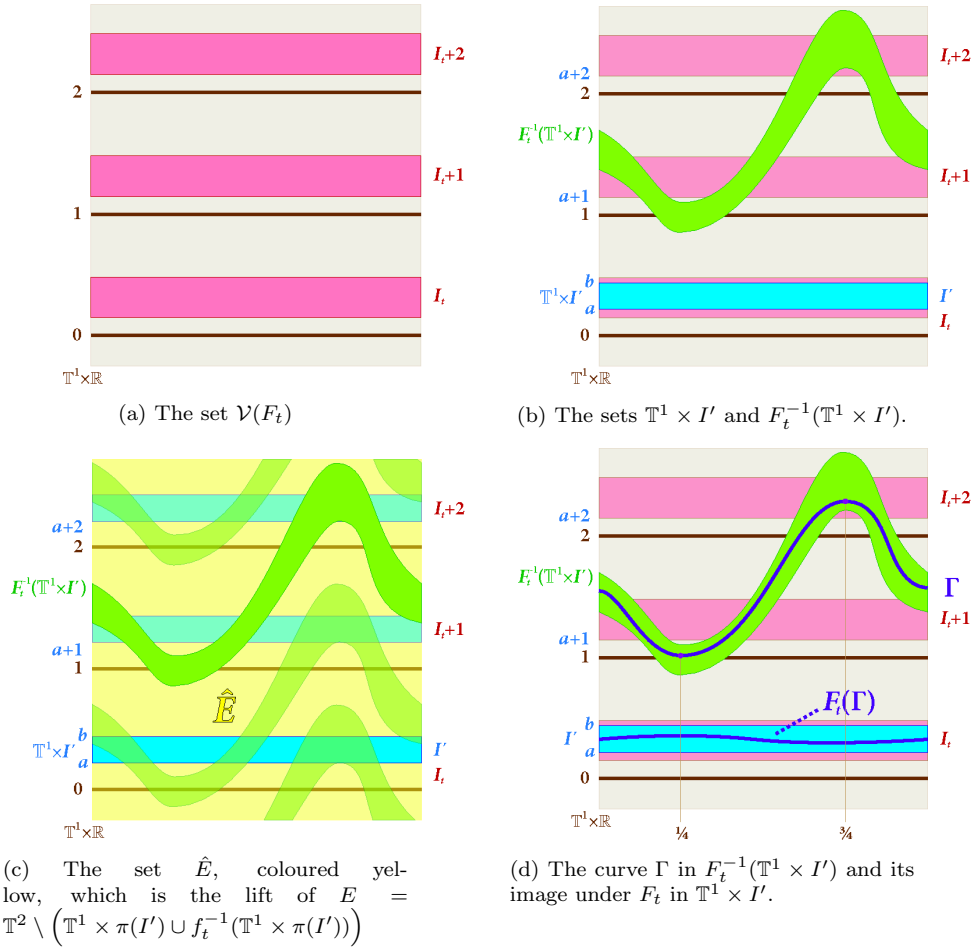 I_t+2
2
I_t+1
1
I_t
0
𝕋¹×ℝ
(a) The set 𝒱(F_t)
I_t+2
a+2
2
F_t⁻¹(𝕋¹×I′)
I_t+1
a+1
1
b
𝕋¹×I′
I′
a
I_t
0
𝕋¹×ℝ
(b) The sets 𝕋¹ × I′ and F_t⁻¹(𝕋¹ × I′).
I_t+2
a+2
2
F_t⁻¹(𝕋¹×I′)
I_t+1
a+1
1
Ê
b
𝕋¹×I′
I′
a
I_t
0
𝕋¹×ℝ
(c) The set Ê, coloured yel-
low, which is the lift of E =
𝕋² \ (𝕋¹ × π(I′) ∪ f_t⁻¹(𝕋¹ × π(I′)))
I_t+2
a+2
2
F_t⁻¹(𝕋¹×I′)
Γ
I_t+1
a+1
1
F_t(Γ)
b
I′
I_t
a
0
𝕋¹×ℝ
¼
¾
(d) The curve Γ in F_t⁻¹(𝕋¹ × I′) and its
image under F_t in 𝕋¹ × I′.